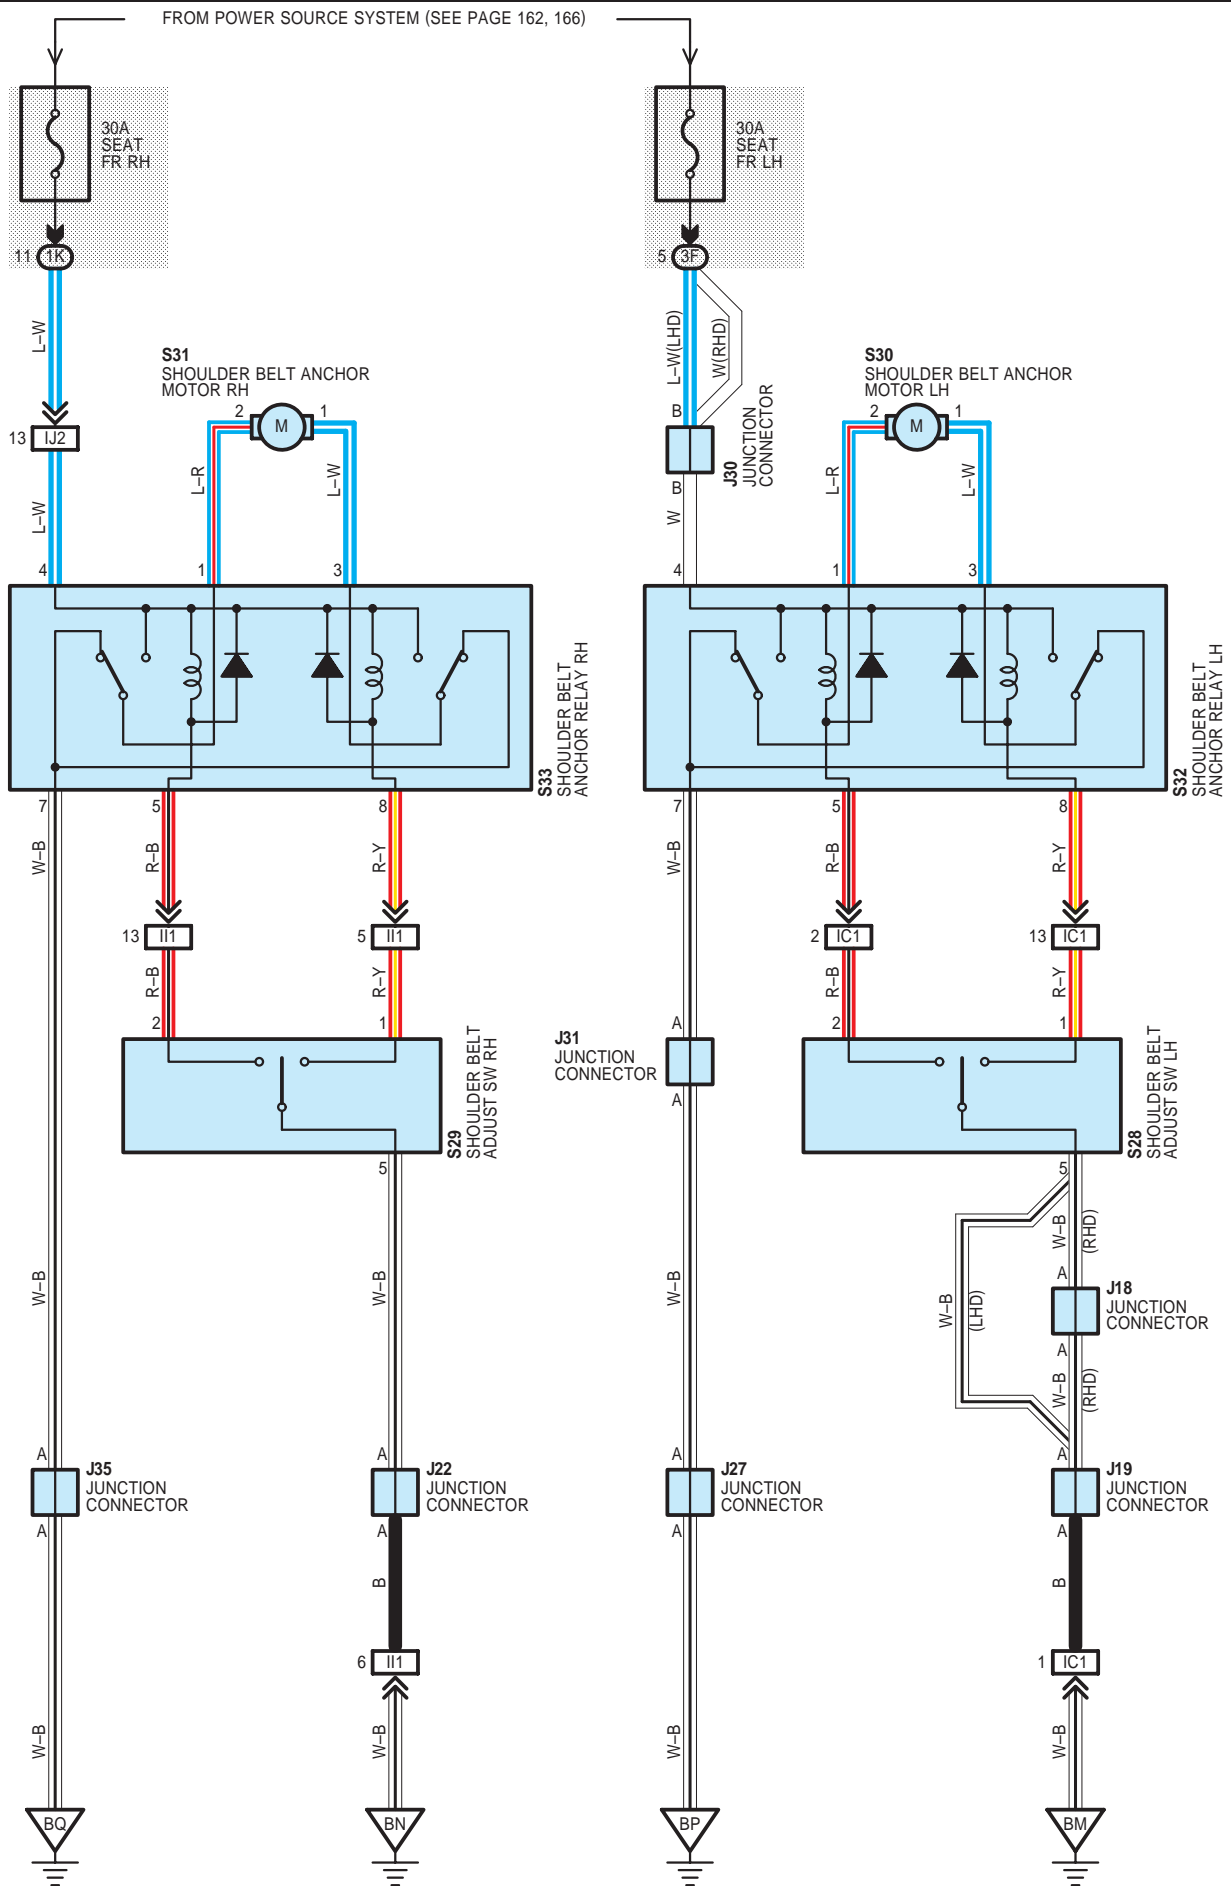 FROM POWER SOURCE SYSTEM (SEE PAGE 162, 166)
30A
SEAT
FR RH
30A
SEAT
FR LH
11 1K
5 3F
L–W
L–W(LHD)
W(RHD)
S31
SHOULDER BELT ANCHOR
MOTOR RH
S30
SHOULDER BELT ANCHOR
MOTOR LH
2 M 1
B
J30
JUNCTION
CONNECTOR
2 M 1
13 IJ2
L–W
L–R
L–W
B
W
L–R
L–W
4 1 3
4 1 3
S33
SHOULDER BELT
ANCHOR RELAY RH
S32
SHOULDER BELT
ANCHOR RELAY LH
7 5 8
7 5 8
W–B
R–B
R–Y
W–B
R–B
R–Y
13 II1
5 II1
2 IC1
13 IC1
R–B
R–Y
R–B
R–Y
2 1
A
2 1
S29
SHOULDER BELT
ADJUST SW RH
J31
JUNCTION
CONNECTOR
A
S28
SHOULDER BELT
ADJUST SW LH
5
5
W–B
(RHD)
W–B
W–B
W–B
W–B
(LHD)
A
J18
JUNCTION
CONNECTOR
A
W–B
(RHD)
A
J35
JUNCTION
CONNECTOR
A
A
J22
JUNCTION
CONNECTOR
A
A
J27
JUNCTION
CONNECTOR
A
A
J19
JUNCTION
CONNECTOR
A
B
B
6 II1
1 IC1
W–B
W–B
W–B
W–B
BQ
BN
BP
BM